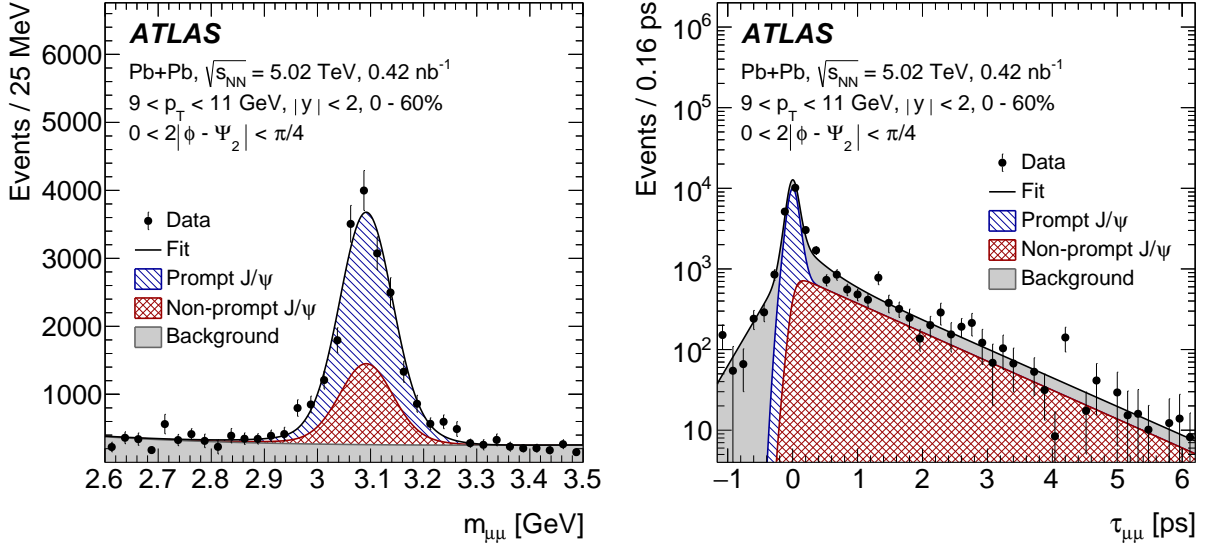 Events / 25 MeV
6000
5000
4000
3000
2000
1000
ATLAS
Pb+Pb, √s_NN = 5.02 TeV, 0.42 nb⁻¹
9 < p_T < 11 GeV, |y| < 2, 0 - 60%
0 < 2|ϕ - Ψ₂| < π/4
Data
Fit
Prompt J/ψ
Non-prompt J/ψ
Background
2.6 2.7 2.8 2.9 3 3.1 3.2 3.3 3.4 3.5
m_μμ [GeV]
Events / 0.16 ps
10⁶
10⁵
10⁴
10³
10²
10
ATLAS
Pb+Pb, √s_NN = 5.02 TeV, 0.42 nb⁻¹
9 < p_T < 11 GeV, |y| < 2, 0 - 60%
0 < 2|ϕ - Ψ₂| < π/4
Data
Fit
Prompt J/ψ
Non-prompt J/ψ
Background
−1 0 1 2 3 4 5 6
τ_μμ [ps]